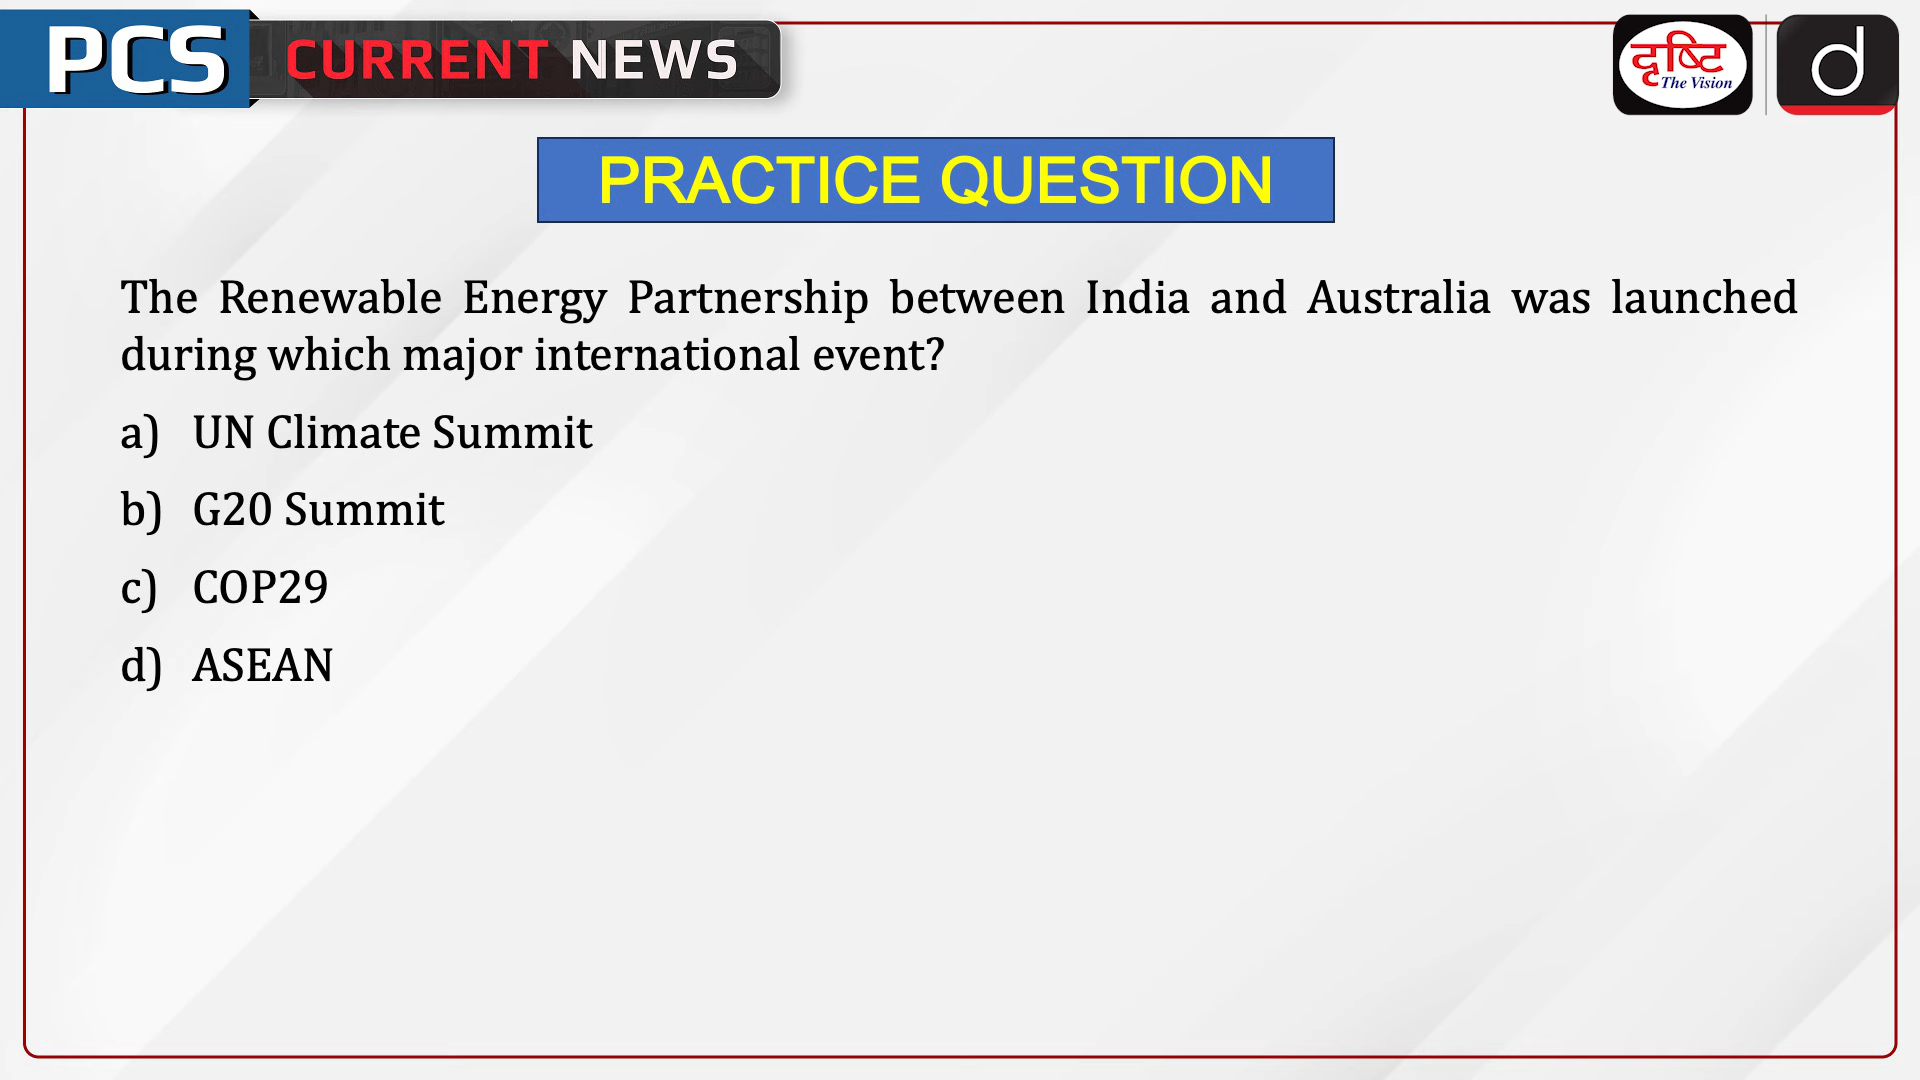 PCS CURRENT NEWS
दृष्टि
The Vision
d
PRACTICE QUESTION
The Renewable Energy Partnership between India and Australia was launched
during which major international event?
a) UN Climate Summit
b) G20 Summit
c) COP29
d) ASEAN